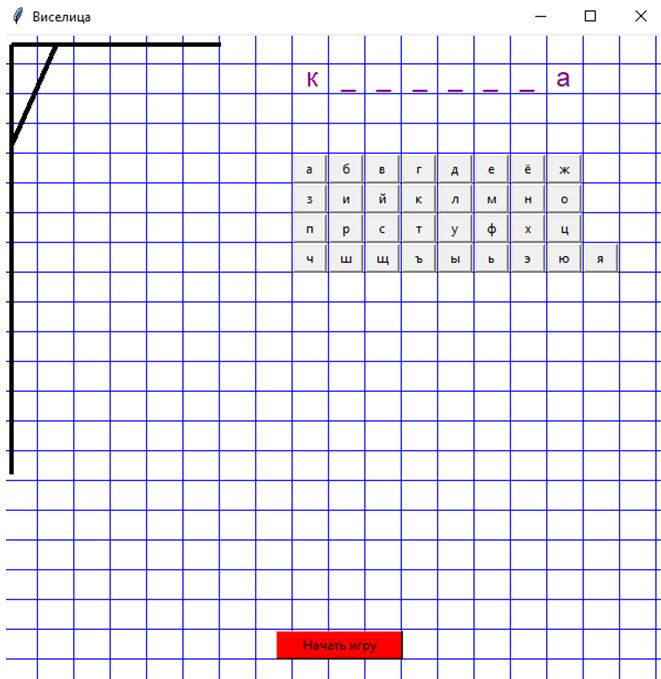 Виселица
к _ _ _ _ _ _ а
а б в г д е ё ж
з и й к л м н о
п р с т у ф х ц
ч ш щ ъ ы ь э ю я
Начать игру